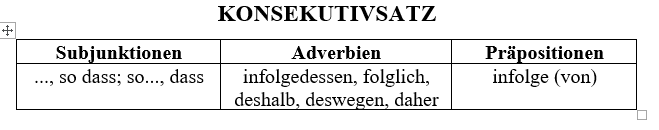 KONSEKUTIVSATZ
Subjunktionen Adverbien Präpositionen
..., so dass; so..., dass infolgedessen, folglich, infolge (von)
deshalb, deswegen, daher